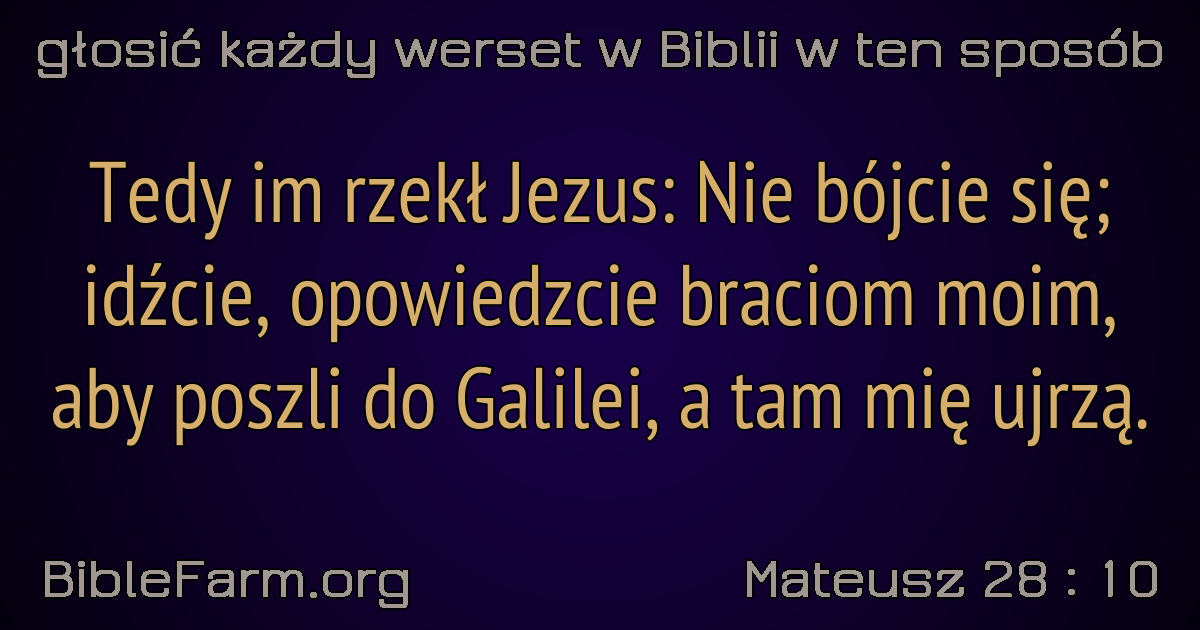 głosić każdy werset w Biblii w ten sposób
Tedy im rzekł Jezus: Nie bójcie się;
idźcie, opowiedzcie braciom moim,
aby poszli do Galilei, a tam mię ujrzą.
BibleFarm.org
Mateusz 28 : 10